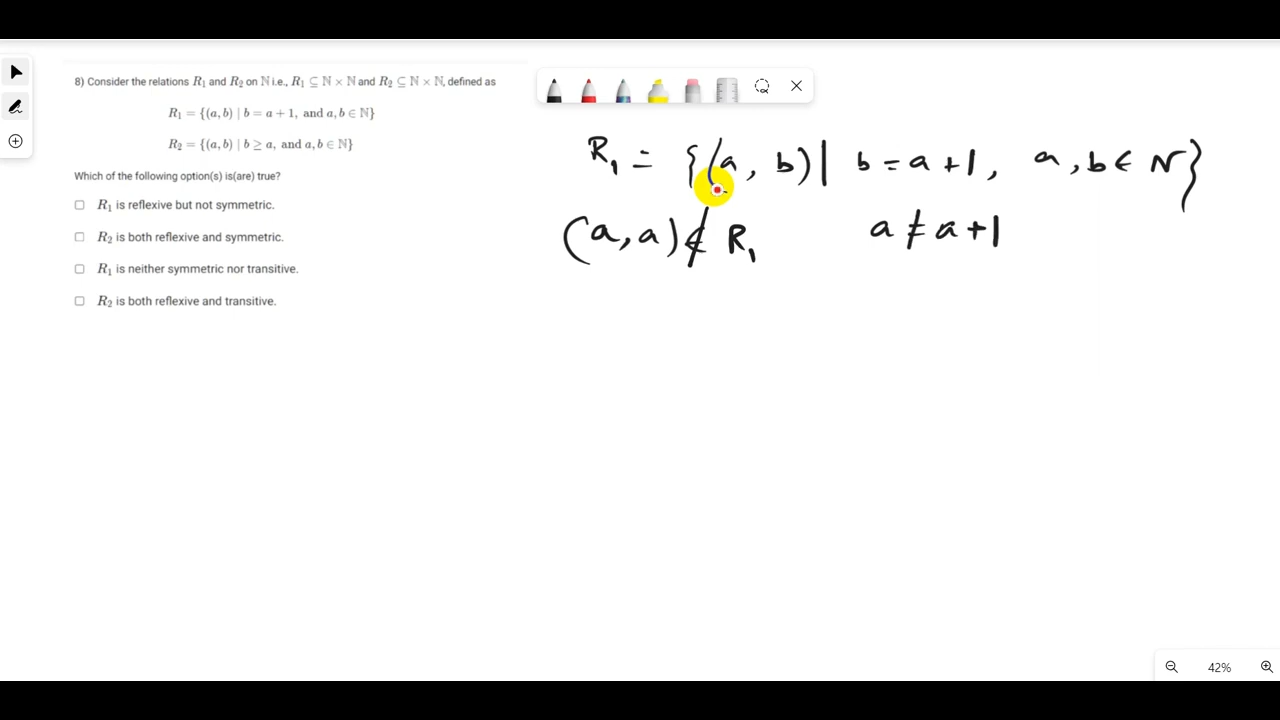 8) Consider the relations R₁ and R₂ on ℕ i.e., R₁ ⊆ ℕ × ℕ and R₂ ⊆ ℕ × ℕ, defined as
R₁ = {(a, b) | b = a + 1, and a, b ∈ ℕ}
R₂ = {(a, b) | b ≥ a, and a, b ∈ ℕ}
Which of the following option(s) is(are) true?
R₁ is reflexive but not symmetric.
R₂ is both reflexive and symmetric.
R₁ is neither symmetric nor transitive.
R₂ is both reflexive and transitive.
R₁ = {(a, b) | b = a + 1, a, b ∈ N}
(a, a) ∉ R₁ a ≠ a + 1
42%